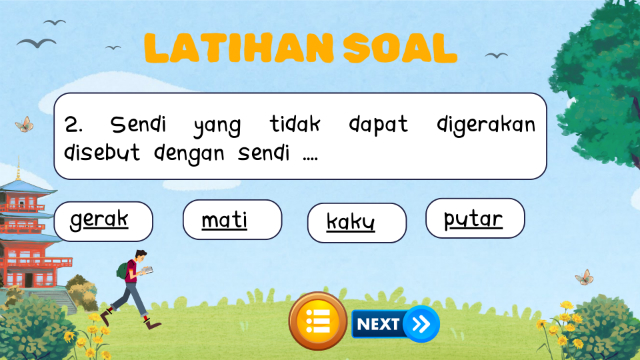 LATIHAN SOAL
2. Sendi yang tidak dapat digerakan
disebut dengan sendi ....
gerak
mati
kaku
putar
NEXT